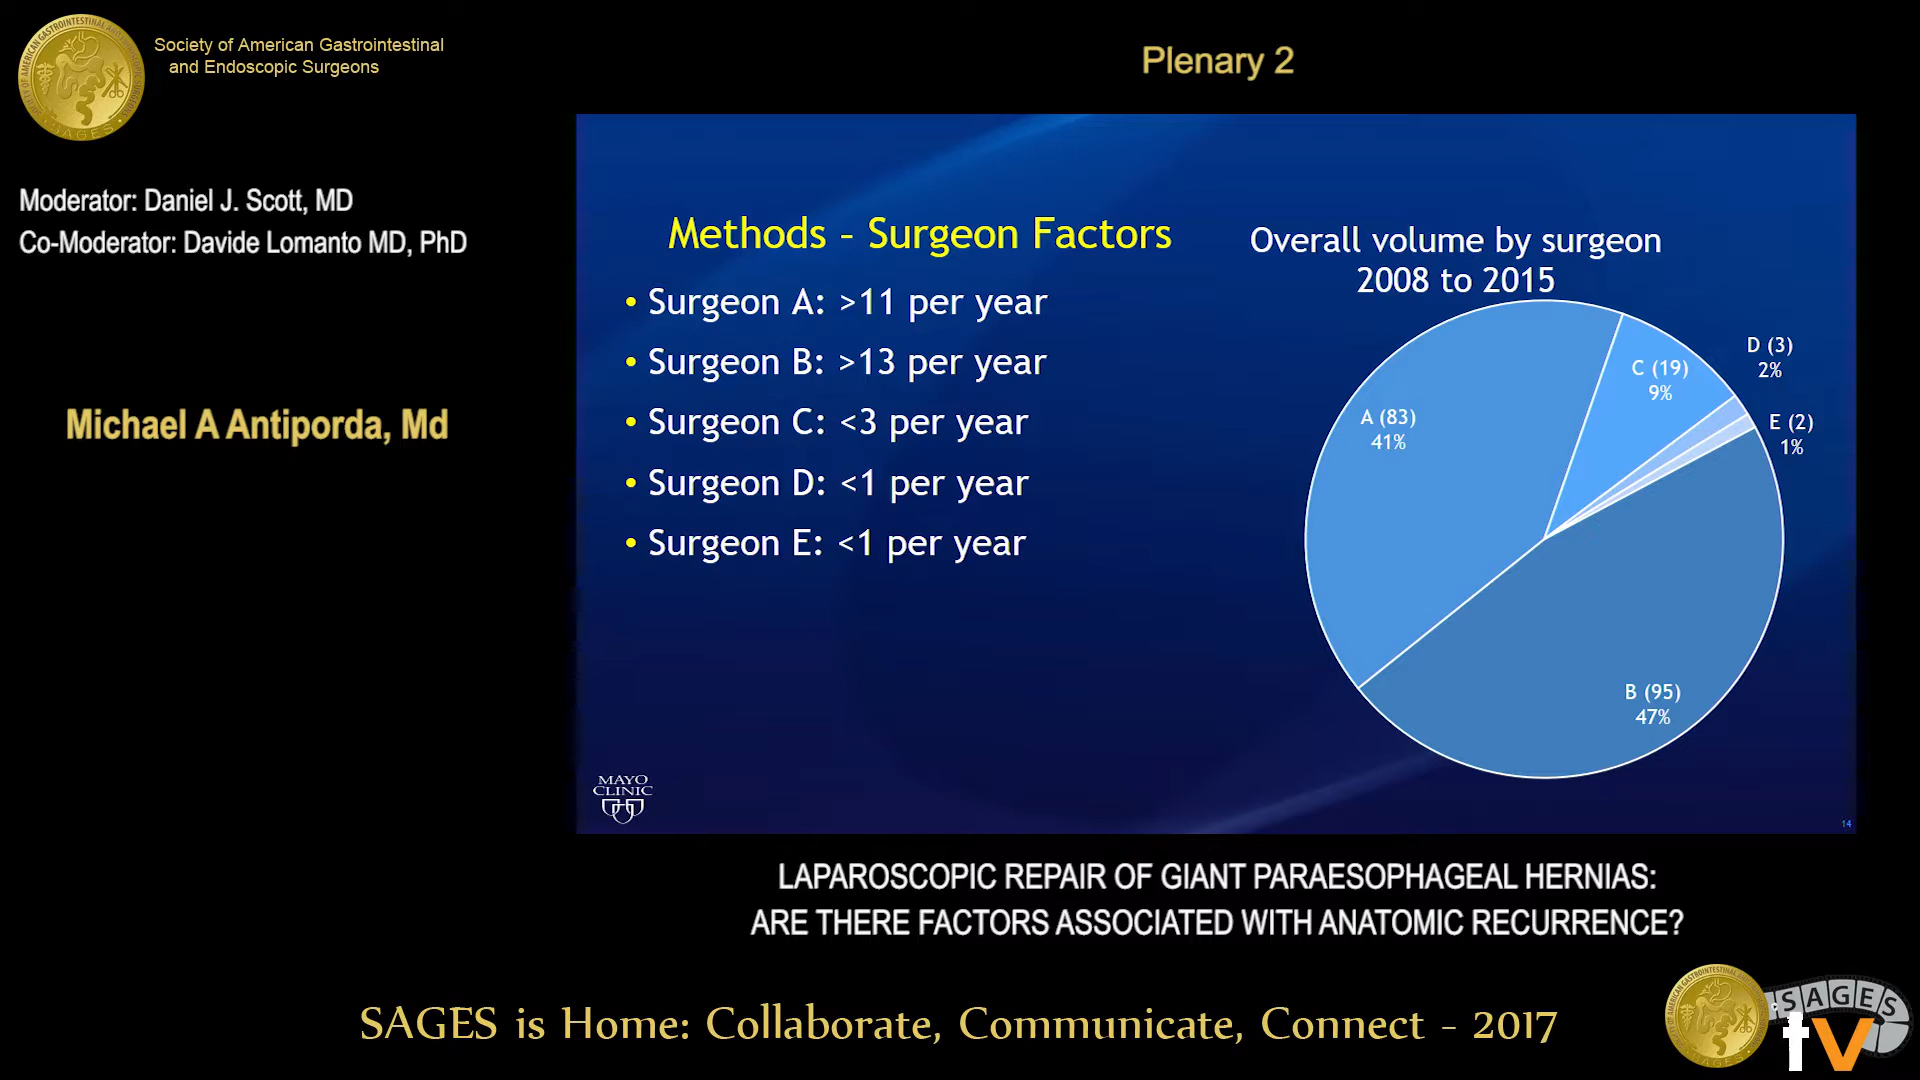 Society of American Gastrointestinal
and Endoscopic Surgeons
Plenary 2
Moderator: Daniel J. Scott, MD
Co-Moderator: Davide Lomanto MD, PhD
Michael A Antiporda, Md
Methods – Surgeon Factors
• Surgeon A: >11 per year
• Surgeon B: >13 per year
• Surgeon C: <3 per year
• Surgeon D: <1 per year
• Surgeon E: <1 per year
Overall volume by surgeon
2008 to 2015
D (3)
2%
C (19)
9%
A (83)
41%
E (2)
1%
B (95)
47%
MAYO
CLINIC
14
LAPAROSCOPIC REPAIR OF GIANT PARAESOPHAGEAL HERNIAS:
ARE THERE FACTORS ASSOCIATED WITH ANATOMIC RECURRENCE?
SAGES is Home: Collaborate, Communicate, Connect - 2017
SAGES
tv